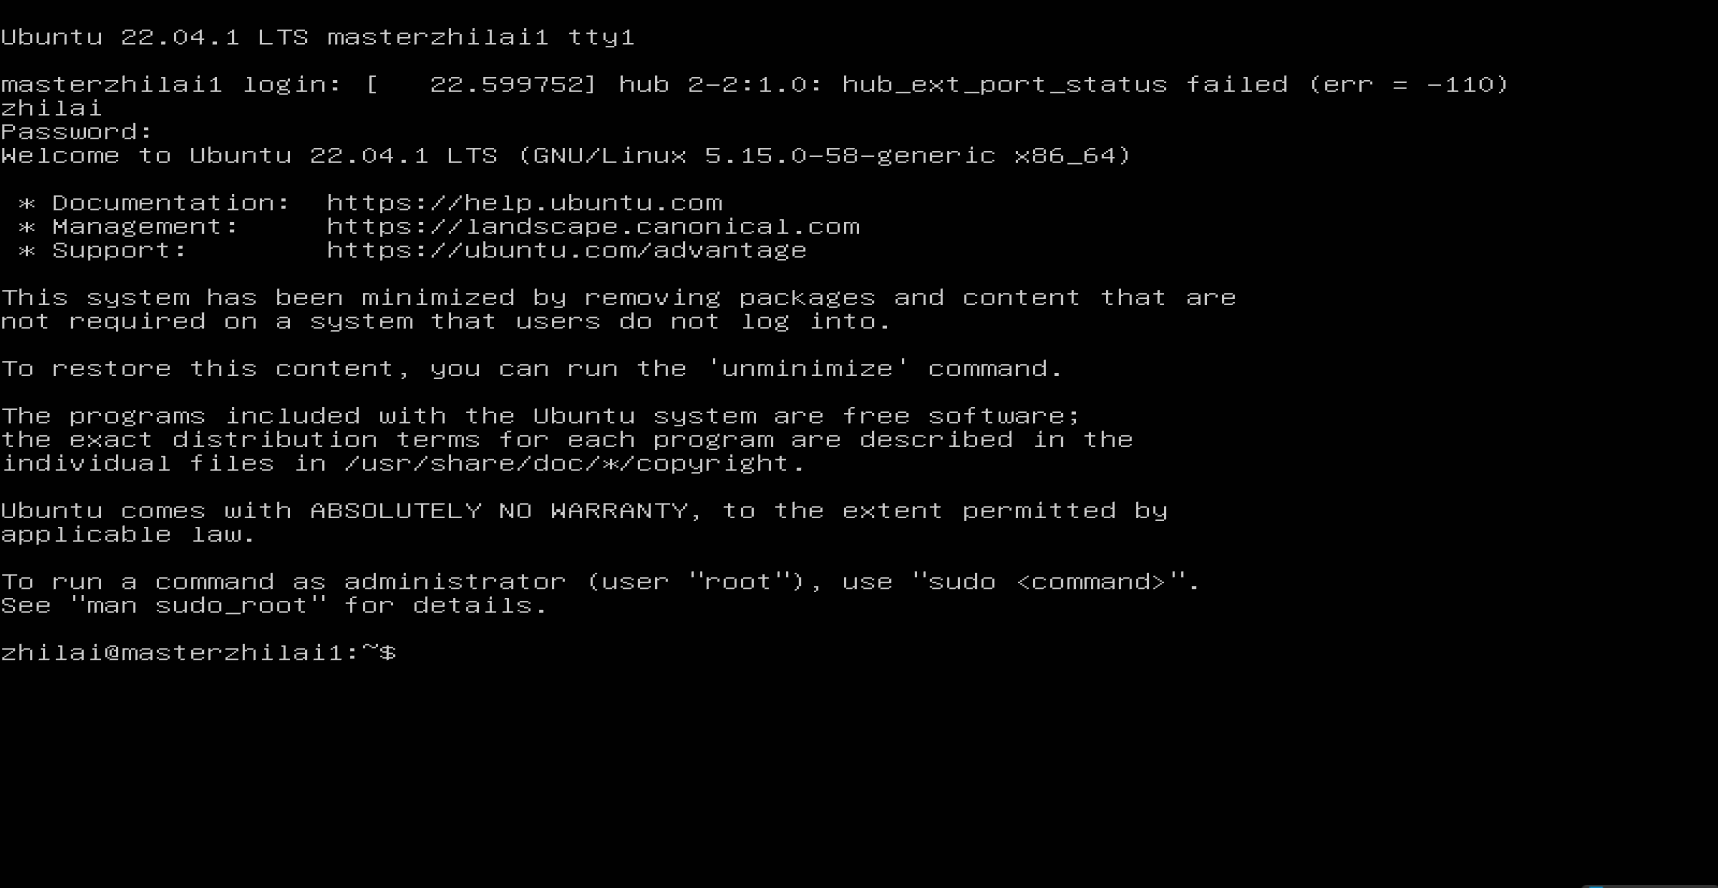 Ubuntu 22.04.1 LTS masterzhilai1 tty1
masterzhilai1 login: [   22.599752] hub 2-2:1.0: hub_ext_port_status failed (err = -110)
zhilai
Password:
Welcome to Ubuntu 22.04.1 LTS (GNU/Linux 5.15.0-58-generic x86_64)
 * Documentation:  https://help.ubuntu.com
 * Management:     https://landscape.canonical.com
 * Support:        https://ubuntu.com/advantage
This system has been minimized by removing packages and content that are
not required on a system that users do not log into.
To restore this content, you can run the 'unminimize' command.
The programs included with the Ubuntu system are free software;
the exact distribution terms for each program are described in the
individual files in /usr/share/doc/*/copyright.
Ubuntu comes with ABSOLUTELY NO WARRANTY, to the extent permitted by
applicable law.
To run a command as administrator (user "root"), use "sudo <command>".
See "man sudo_root" for details.
zhilai@masterzhilai1:~$